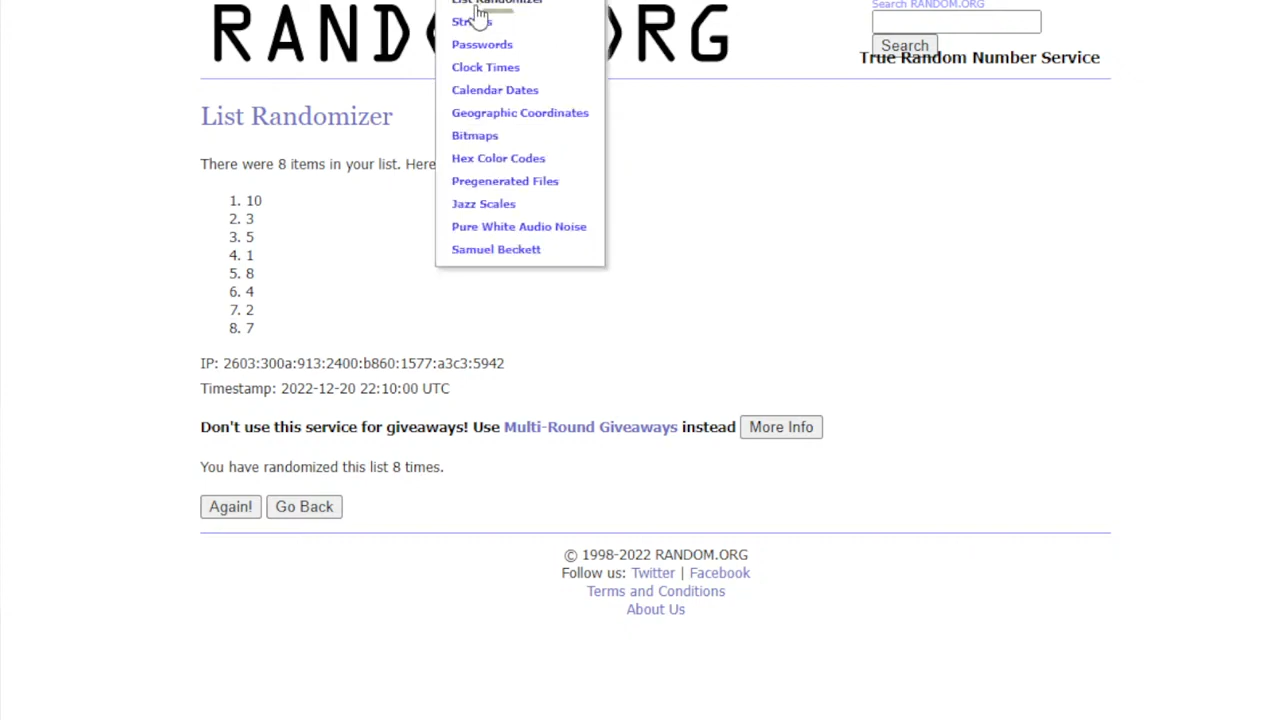 List Randomizer
Search RANDOM.ORG
Passwords
Search
True Random Number Service
Clock Times
Calendar Dates
Geographic Coordinates
Bitmaps
Hex Color Codes
Pregenerated Files
Jazz Scales
Pure White Audio Noise
Samuel Beckett
List Randomizer
There were 8 items in your list. Here
1. 10
2. 3
3. 5
4. 1
5. 8
6. 4
7. 2
8. 7
IP: 2603:300a:913:2400:b860:1577:a3c3:5942
Timestamp: 2022-12-20 22:10:00 UTC
Don't use this service for giveaways! Use Multi-Round Giveaways instead More Info
You have randomized this list 8 times.
Again! Go Back
© 1998-2022 RANDOM.ORG
Follow us: Twitter | Facebook
Terms and Conditions
About Us